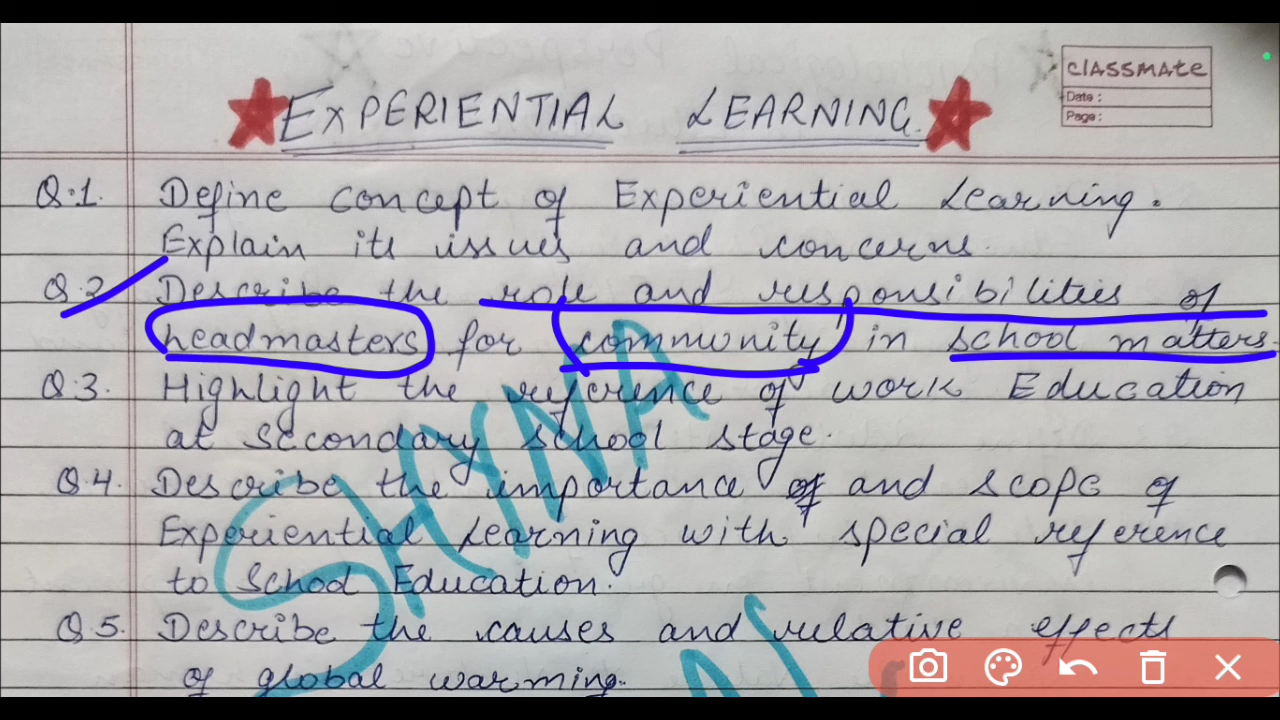 classmate
Date :
Page :
EXPERIENTIAL LEARNING
Q.1. Define concept of Experiential Learning.
Explain its issues and concerns.
Q.2 Describe the role and responsibilities of
headmasters for community in school matters.
Q.3. Highlight the reference of work Education
at Secondary school stage.
Q.4. Describe the importance of and scope of
Experiential Learning with special reference
to School Education.
Q.5. Describe the causes and relative effects
of global warming.
SHYNA